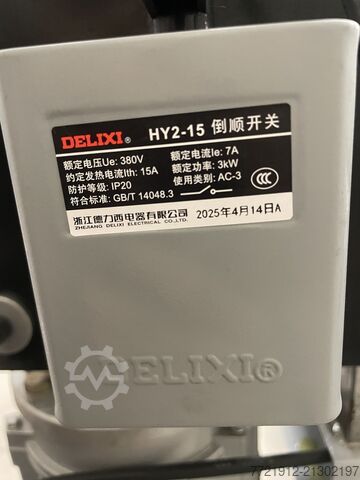 DELIXI® HY2-15 倒顺开关
额定电压Ue: 380V 额定电流Ie: 7A
约定发热电流Ith: 15A 额定功率: 3kW
防护等级: IP20 使用类别: AC-3
符合标准: GB/T 14048.3
CCC
浙江德力西电器有限公司 2025年4月14日A
ZHEJIANG DELIXI ELECTRICAL CO.,LTD.
DELIXI®
7721912-21302197